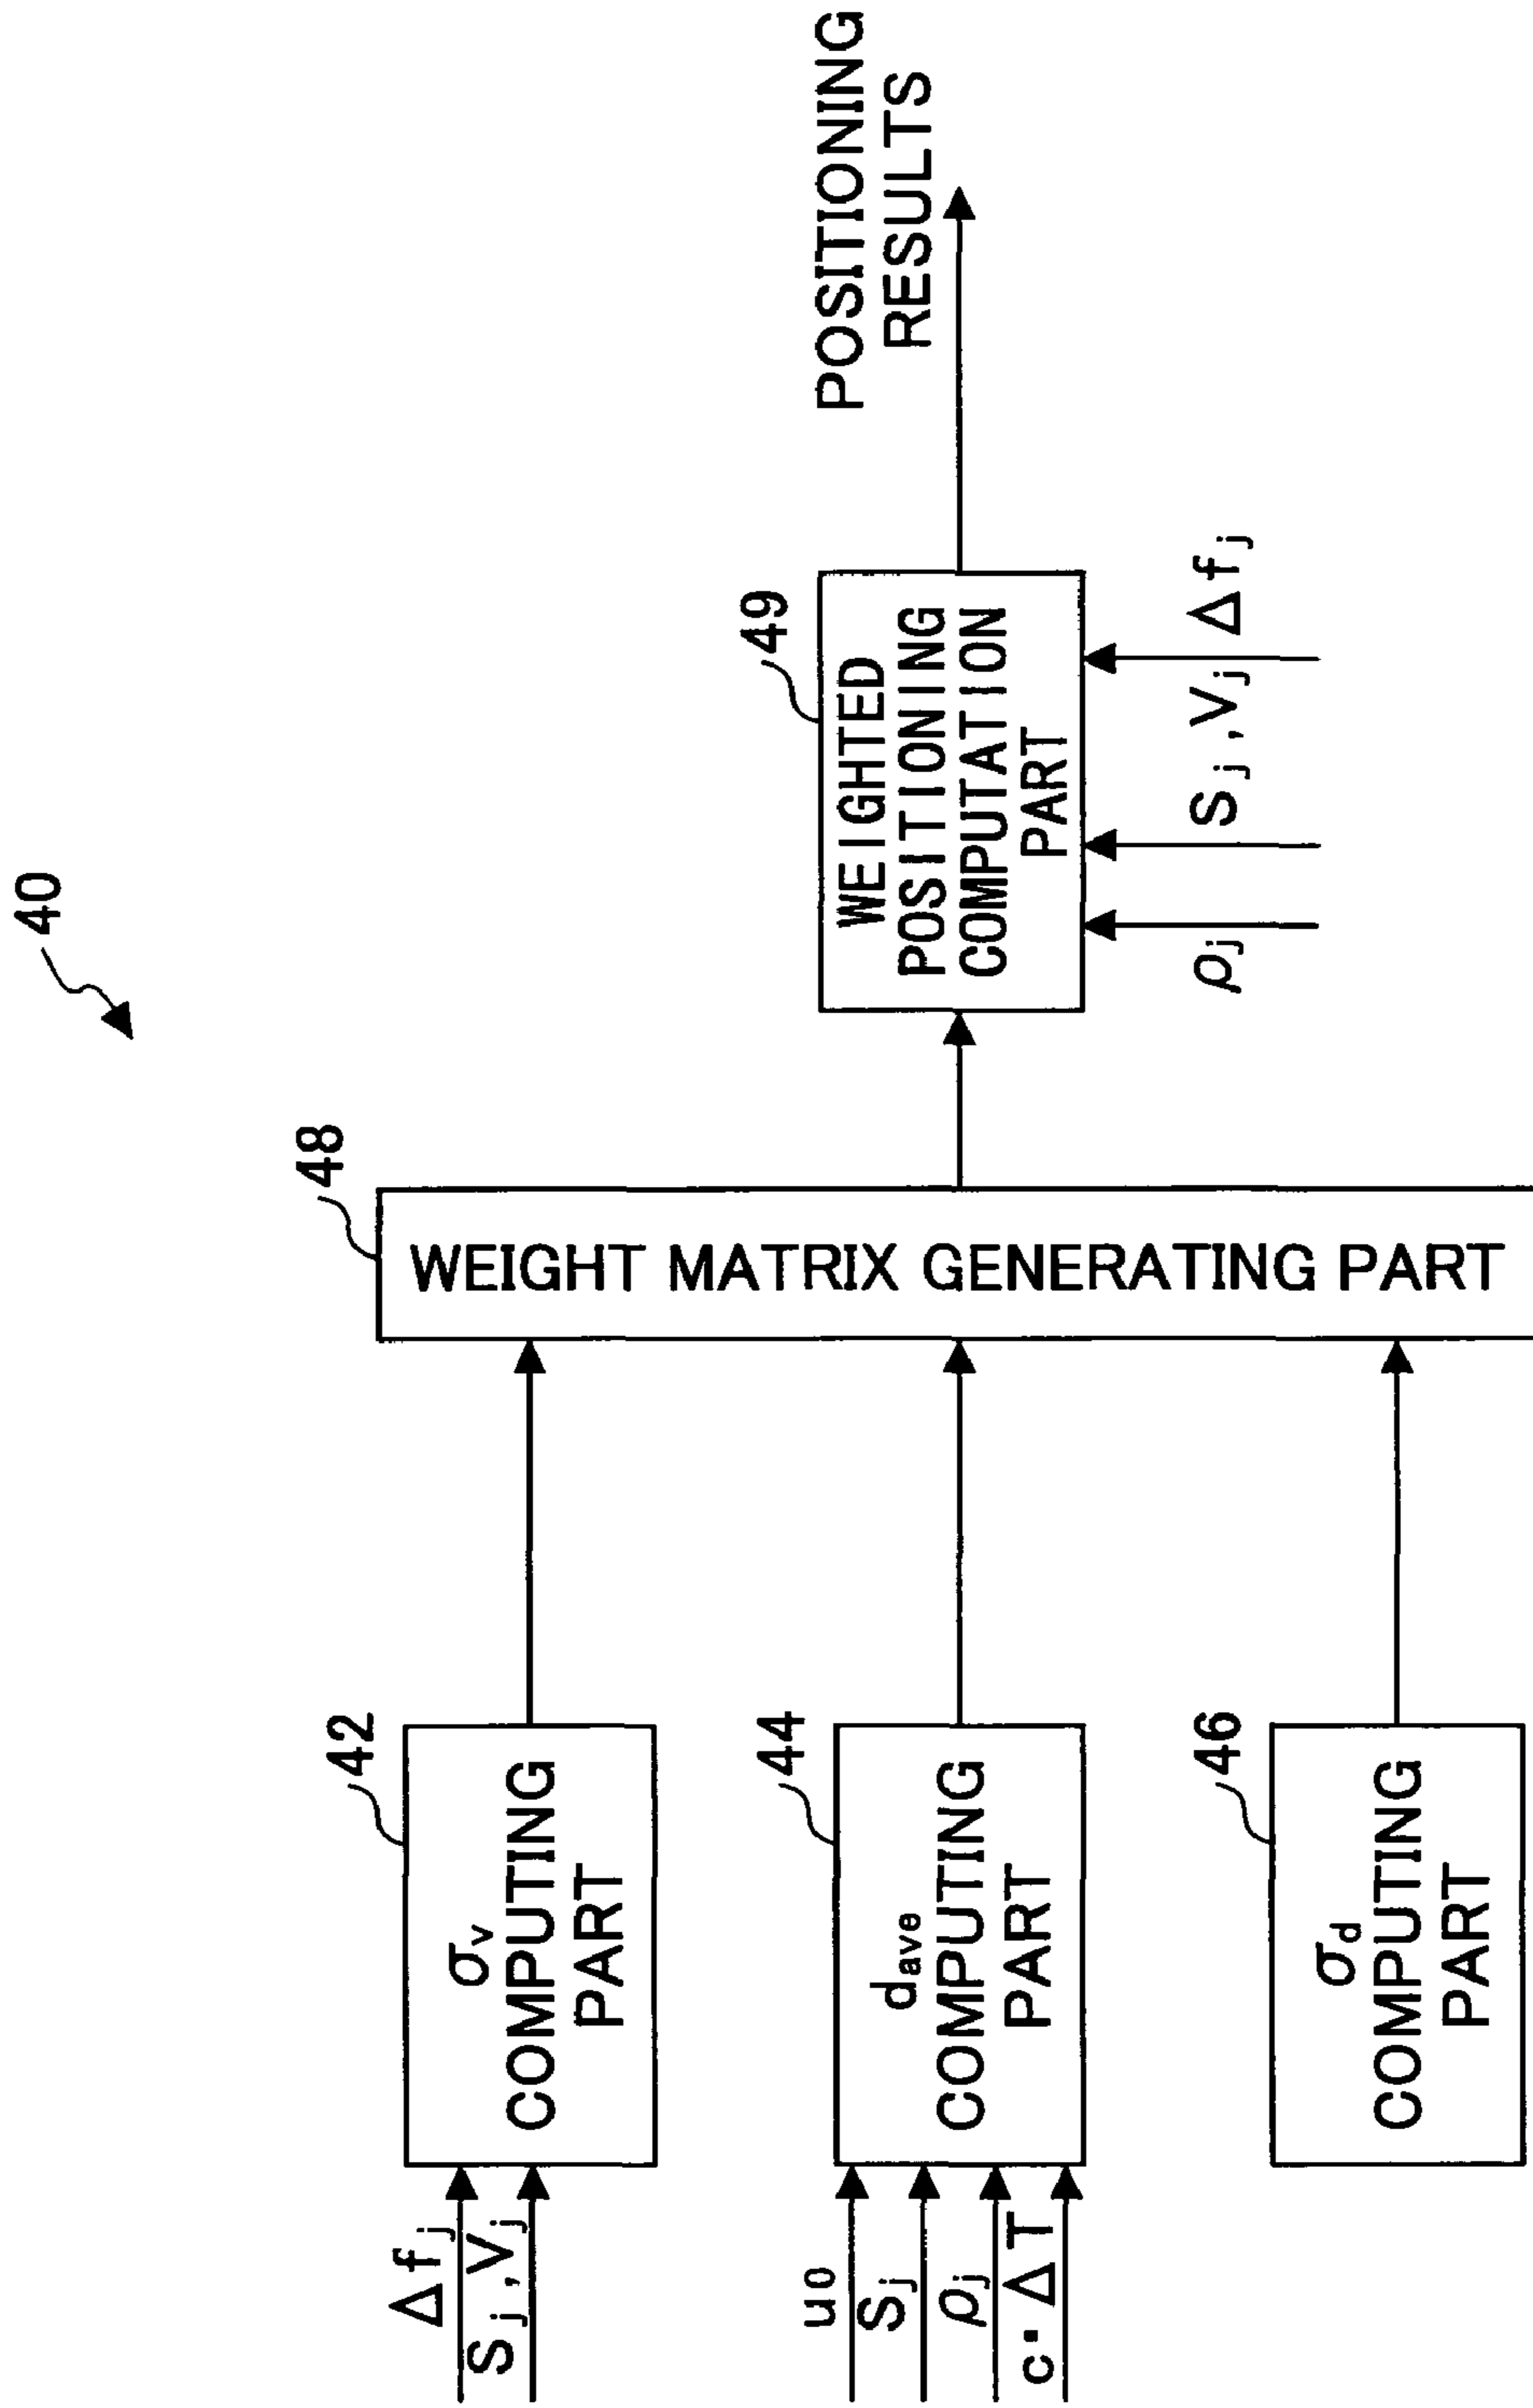 40
42
Δfj
Sj,Vj
σv
COMPUTING
PART
44
u0
Sj
ρj
c·ΔT
dave
COMPUTING
PART
46
σd
COMPUTING
PART
48
WEIGHT MATRIX GENERATING PART
49
WEIGHTED
POSITIONING
COMPUTATION
PART
ρj
Sj,Vj
Δfj
POSITIONING
RESULTS